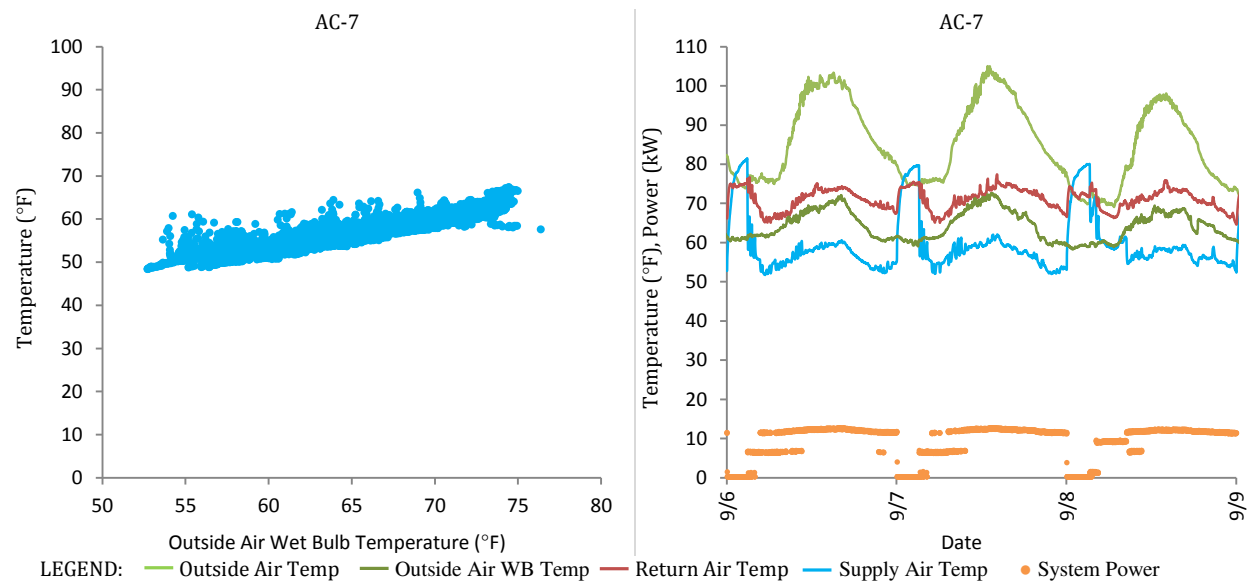 AC-7
100
90
80
70
60
50
40
30
20
10
0
Temperature (°F)
50 55 60 65 70 75 80
Outside Air Wet Bulb Temperature (°F)
AC-7
110
100
90
80
70
60
50
40
30
20
10
0
Temperature (°F), Power (kW)
9/6 9/7 9/8 9/9
Date
LEGEND: Outside Air Temp Outside Air WB Temp Return Air Temp Supply Air Temp System Power